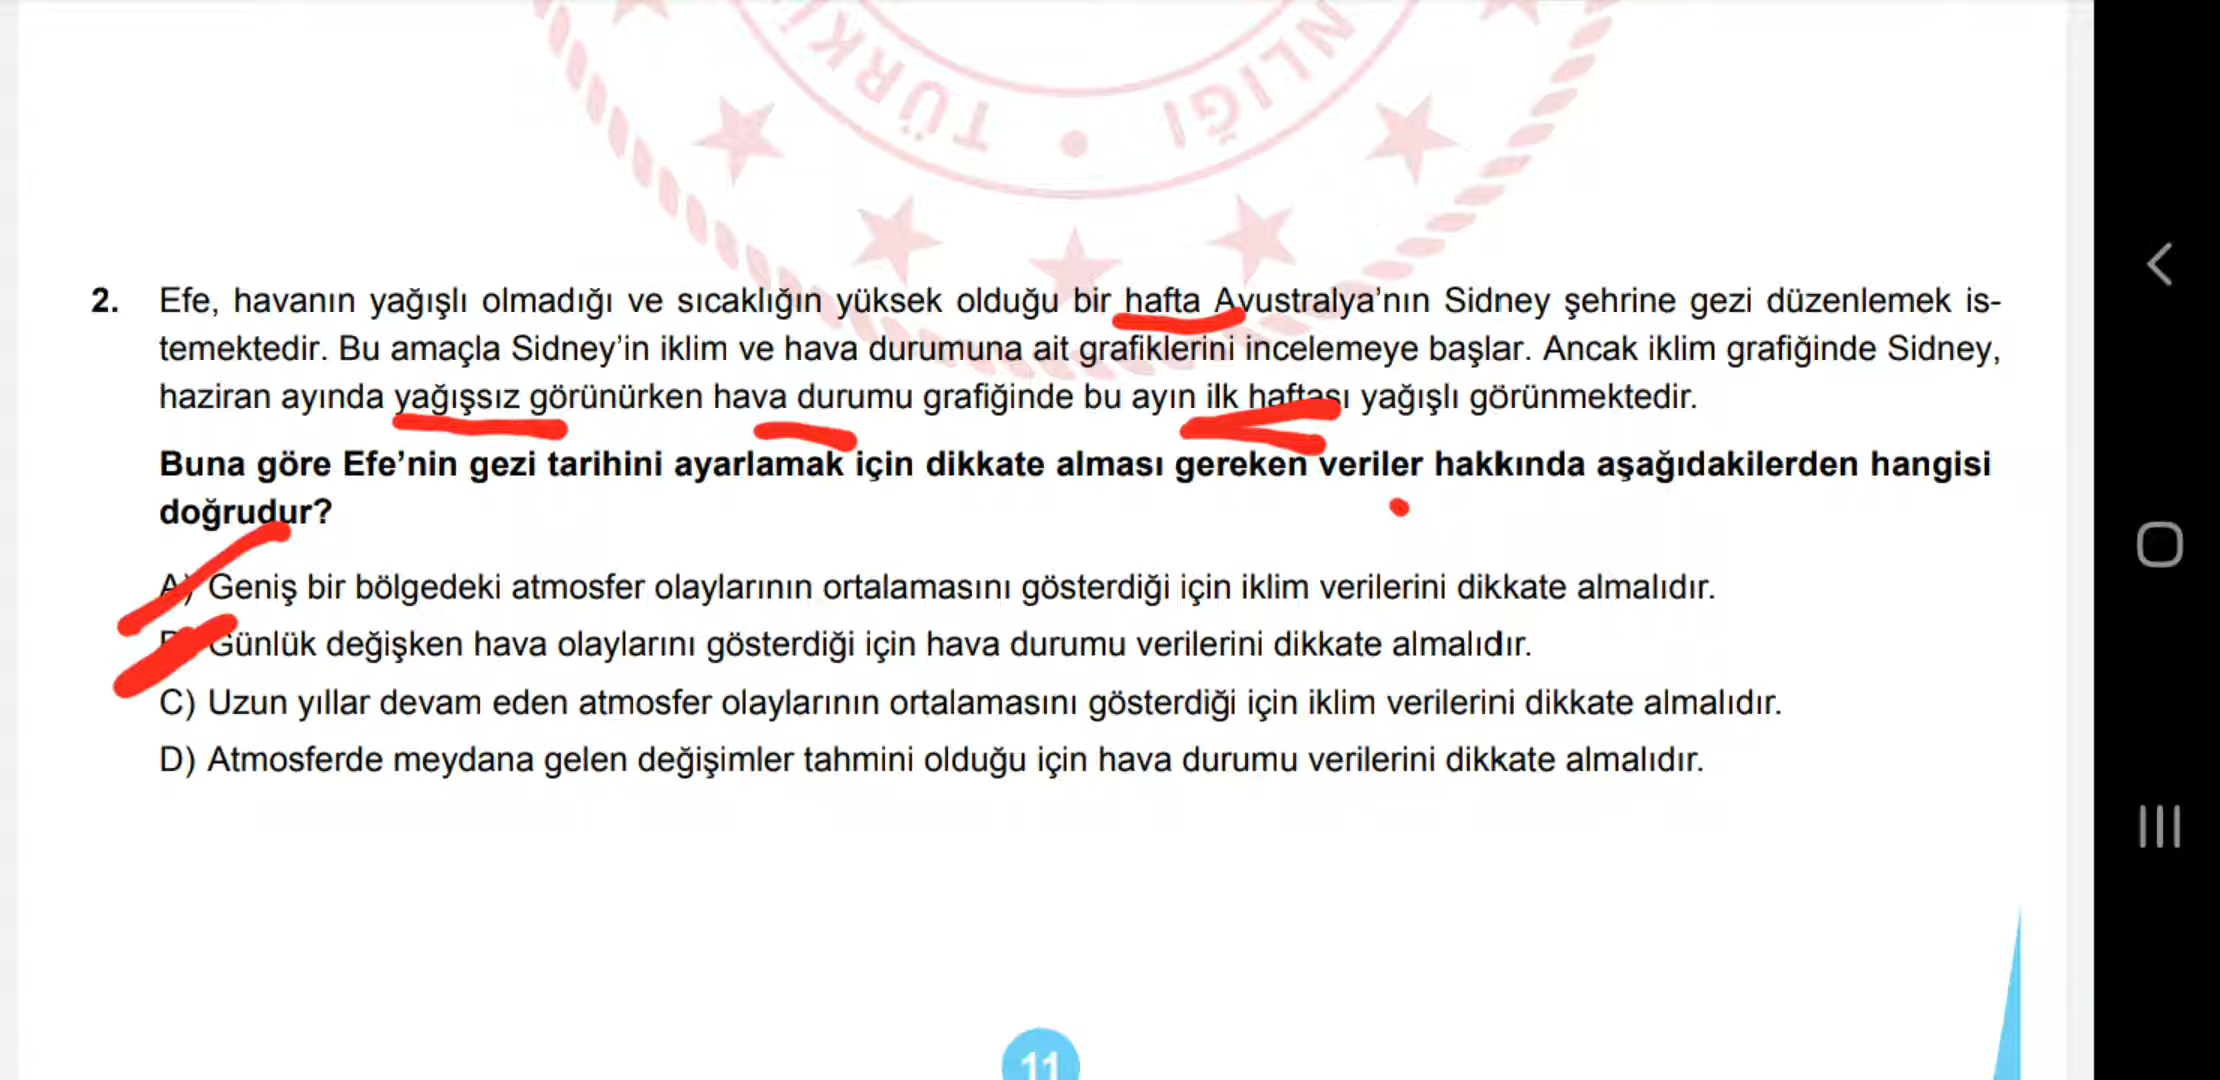 TÜRKİ
NLIĞI
2. Efe, havanın yağışlı olmadığı ve sıcaklığın yüksek olduğu bir hafta Avustralya’nın Sidney şehrine gezi düzenlemek is-
temektedir. Bu amaçla Sidney’in iklim ve hava durumuna ait grafiklerini incelemeye başlar. Ancak iklim grafiğinde Sidney,
haziran ayında yağışsız görünürken hava durumu grafiğinde bu ayın ilk haftası yağışlı görünmektedir.
Buna göre Efe’nin gezi tarihini ayarlamak için dikkate alması gereken veriler hakkında aşağıdakilerden hangisi
doğrudur?
A) Geniş bir bölgedeki atmosfer olaylarının ortalamasını gösterdiği için iklim verilerini dikkate almalıdır.
Günlük değişken hava olaylarını gösterdiği için hava durumu verilerini dikkate almalıdır.
C) Uzun yıllar devam eden atmosfer olaylarının ortalamasını gösterdiği için iklim verilerini dikkate almalıdır.
D) Atmosferde meydana gelen değişimler tahmini olduğu için hava durumu verilerini dikkate almalıdır.
11